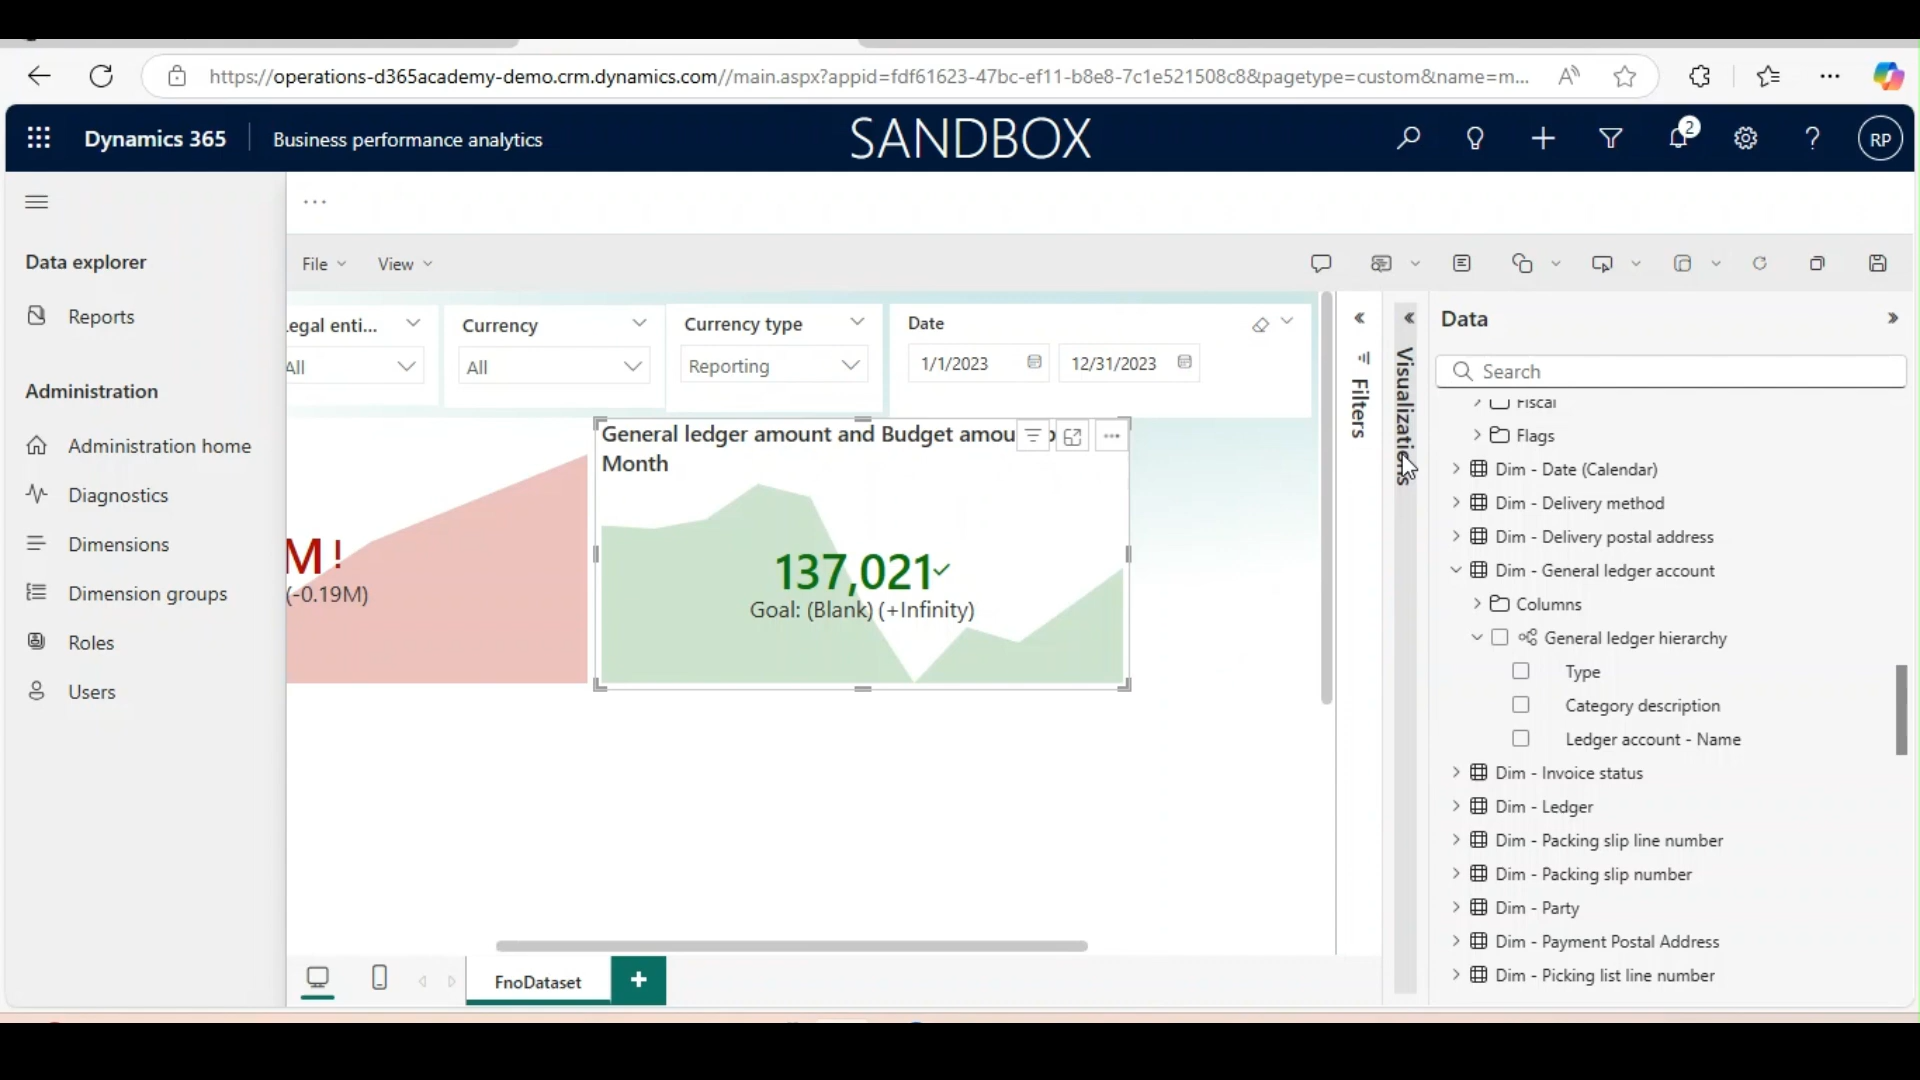 https://operations-d365academy-demo.crm.dynamics.com//main.aspx?appid=fdf61623-47bc-ef11-b8e8-7c1e521508c8&pagetype=custom&name=m...
Dynamics 365 Business performance analytics SANDBOX 2 RP
...
Data explorer
Reports
Administration
Administration home
Diagnostics
Dimensions
Dimension groups
Roles
Users
File View
egal enti... Currency Currency type Date
All All Reporting 1/1/2023 12/31/2023
General ledger amount and Budget amou
Month
M!
(-0.19M)
137,021
Goal: (Blank) (+Infinity)
FnoDataset +
Filters
Visualizations
Data
Search
Fiscal
Flags
Dim - Date (Calendar)
Dim - Delivery method
Dim - Delivery postal address
Dim - General ledger account
Columns
General ledger hierarchy
Type
Category description
Ledger account - Name
Dim - Invoice status
Dim - Ledger
Dim - Packing slip line number
Dim - Packing slip number
Dim - Party
Dim - Payment Postal Address
Dim - Picking list line number